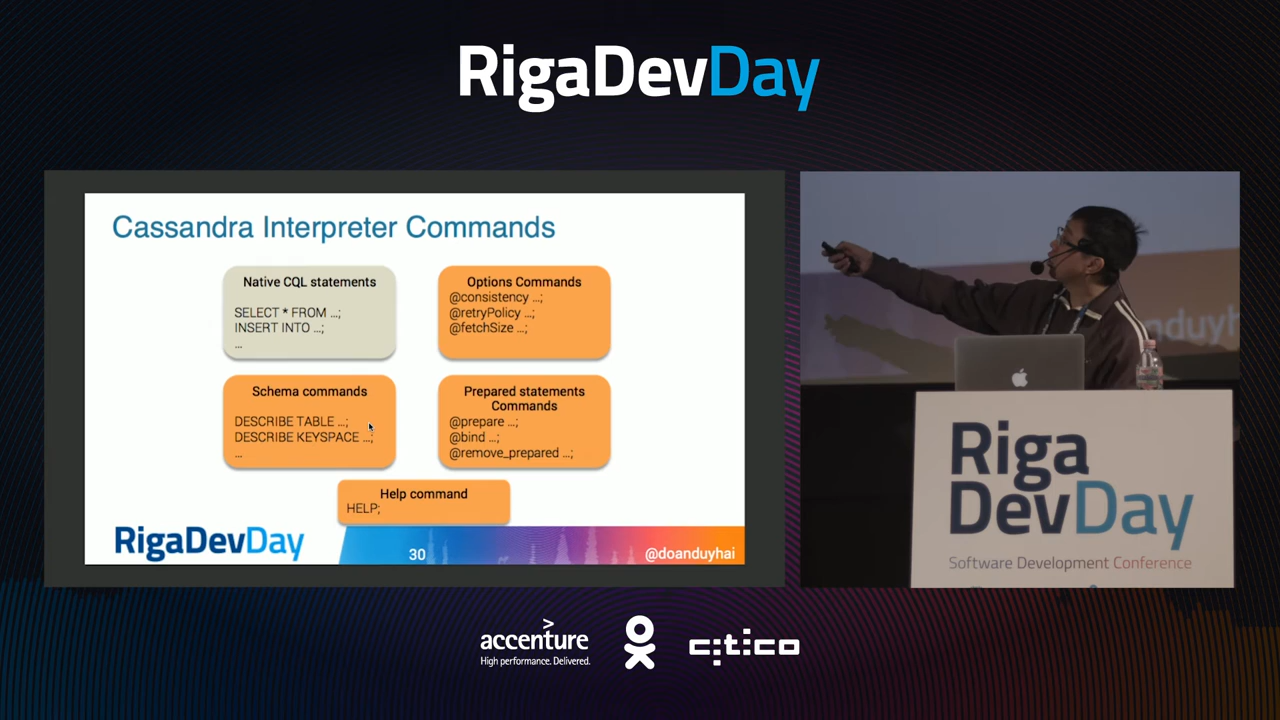 RigaDevDay
Cassandra Interpreter Commands
Native CQL statements
SELECT * FROM ...;
INSERT INTO ...;
...
Options Commands
@consistency ...;
@retryPolicy ...;
@fetchSize ...;
Schema commands
DESCRIBE TABLE ...;
DESCRIBE KEYSPACE ...;
...
Prepared statements
Commands
@prepare ...;
@bind ...;
@remove_prepared ...;
Help command
HELP;
RigaDevDay
30
@doanduyhai
nduyh
Riga
DevDay
Software Development Conference
accenture
High performance. Delivered.
citico